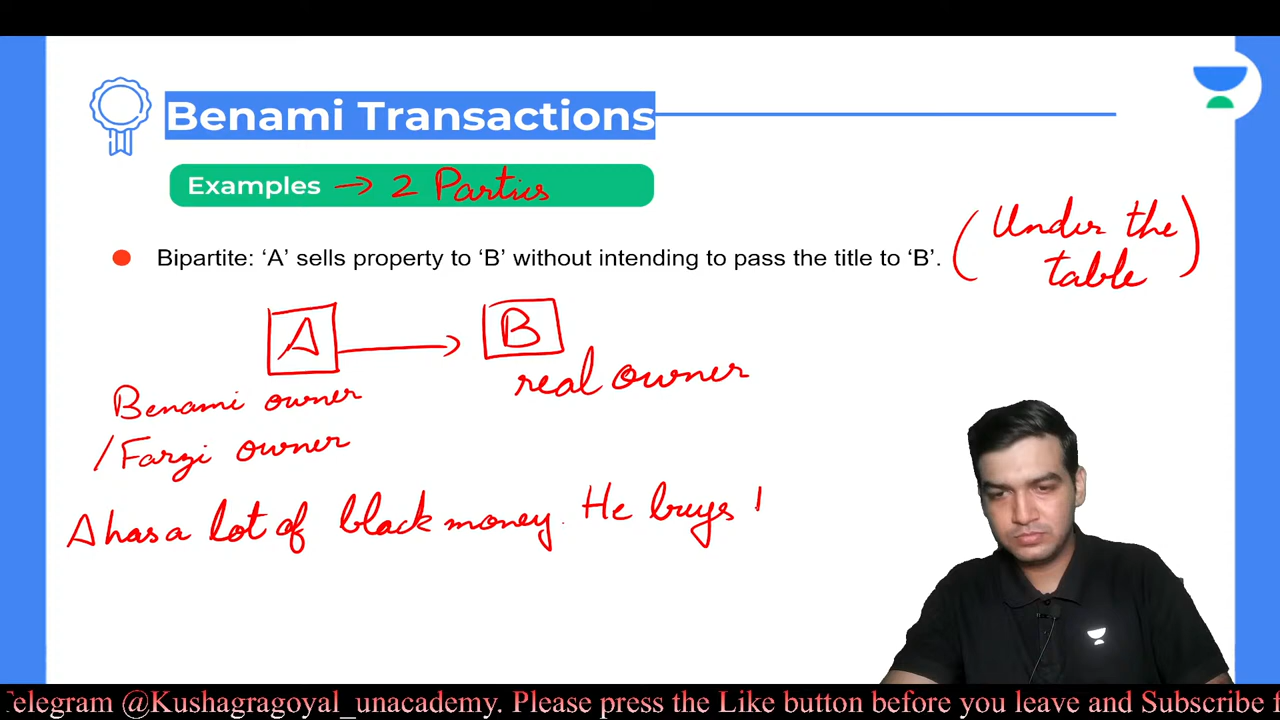 Benami Transactions
Examples → 2 Parties
Bipartite: ‘A’ sells property to ‘B’ without intending to pass the title to ‘B’.
(Under the
table)
A → B
real owner
Benami owner
/Farzi owner
A has a lot of black money. He buys
elegram @Kushagragoyal_unacademy. Please press the Like button before you leave and Subscribe f